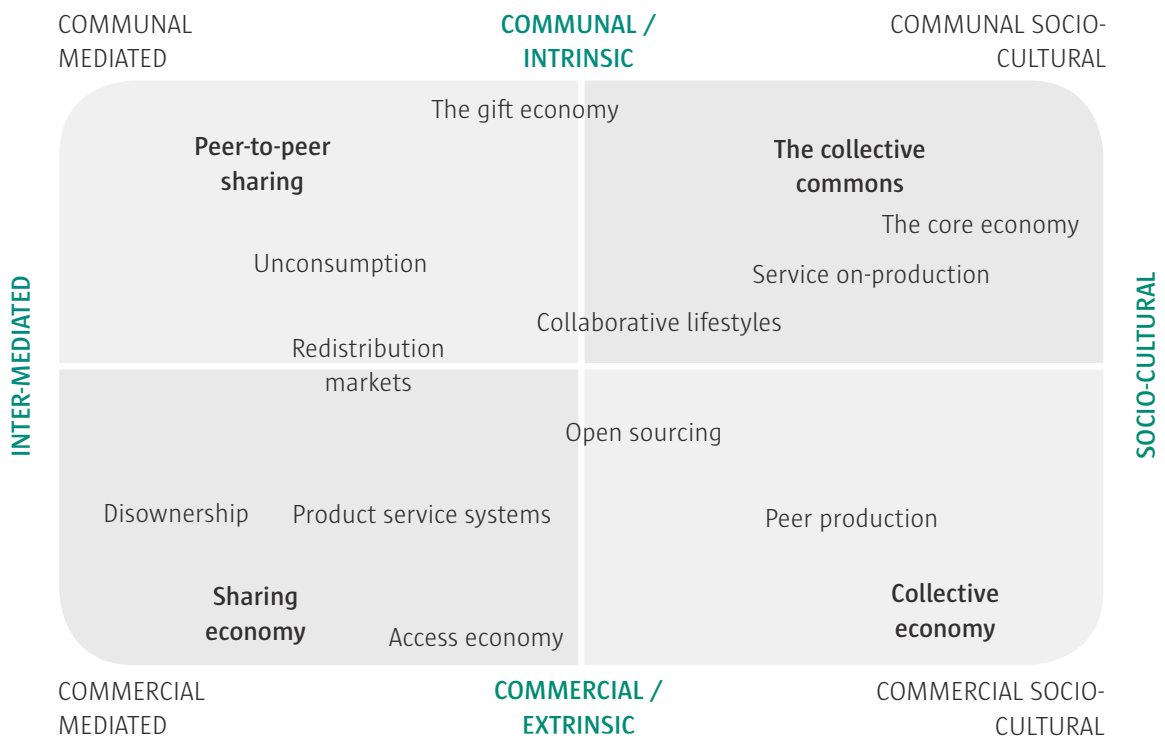 COMMUNAL
MEDIATED
COMMUNAL /
INTRINSIC
COMMUNAL SOCIO-
CULTURAL
The gift economy
Peer-to-peer
sharing
The collective
commons
The core economy
Unconsumption
Service on-production
Collaborative lifestyles
Redistribution
markets
INTER-MEDIATED
SOCIO-CULTURAL
Open sourcing
Disownership
Product service systems
Peer production
Sharing
economy
Access economy
Collective
economy
COMMERCIAL
MEDIATED
COMMERCIAL /
EXTRINSIC
COMMERCIAL SOCIO-
CULTURAL